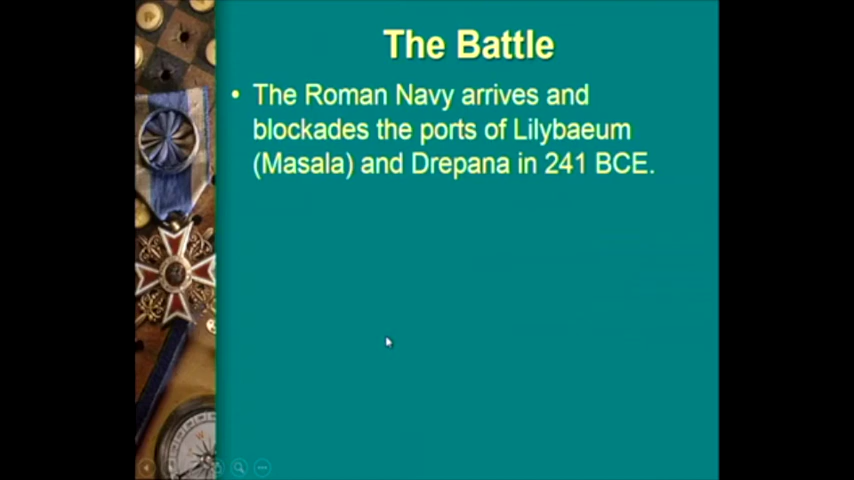 The Battle
• The Roman Navy arrives and
blockades the ports of Lilybaeum
(Masala) and Drepana in 241 BCE.